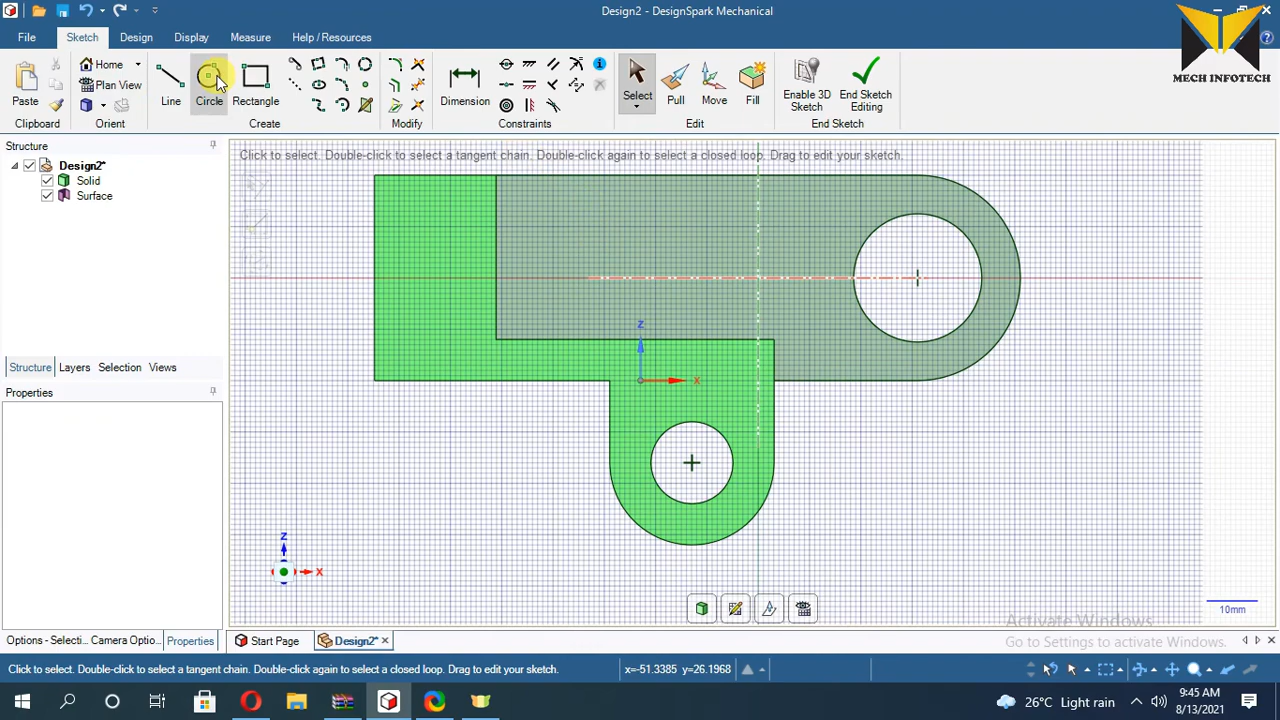 Design2 - DesignSpark Mechanical
File Sketch Design Display Measure Help / Resources
MECH INFOTECH
Paste
Home
Plan View
Line Circle Rectangle
Dimension
Select Pull Move Fill
Enable 3D Sketch
End Sketch Editing
Clipboard Orient Create Modify Constraints Edit End Sketch
Structure
Click to select. Double-click to select a tangent chain. Double-click again to select a closed loop. Drag to edit your sketch.
Design2*
Solid
Surface
Z
X
Structure Layers Selection Views
Properties
Z
X
10mm
Activate Windows
Go to Settings to activate Windows.
Options - Selecti... Camera Optio... Properties Start Page Design2*
Click to select. Double-click to select a tangent chain. Double-click again to select a closed loop. Drag to edit your sketch. x=-51.3385 y=26.1968
26°C Light rain
9:45 AM
8/13/2021